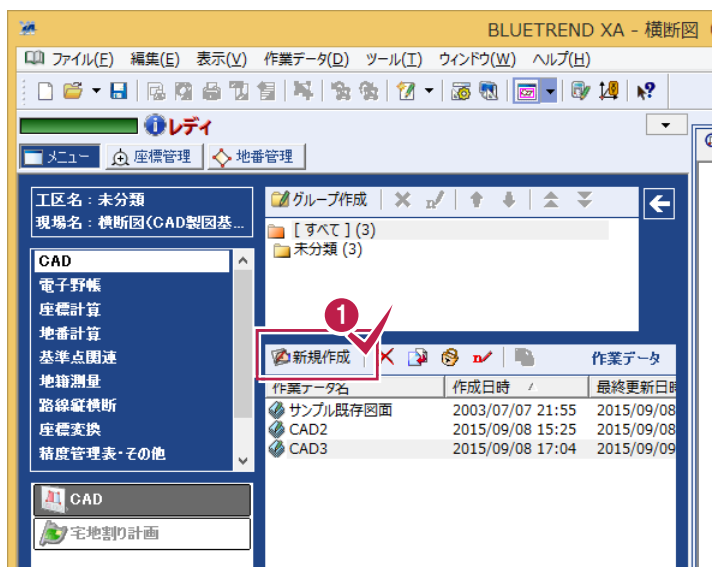 BLUETREND XA - 横断図
ファイル(F) 編集(E) 表示(V) 作業データ(D) ツール(T) ウィンドウ(W) ヘルプ(H)
レディ
メニュー 座標管理 地番管理
工区名：未分類
現場名：横断図(CAD製図基...
グループ作成
[ すべて ] (3)
未分類 (3)
CAD
電子野帳
座標計算
地番計算
基準点関連
地籍測量
路線縦横断
座標変換
精度管理表・その他
1
新規作成 作業データ
作業データ名 作成日時 最終更新日時
サンプル既存図面 2003/07/07 21:55 2015/09/08
CAD2 2015/09/08 15:25 2015/09/08
CAD3 2015/09/08 17:04 2015/09/09
CAD
宅地割り計画